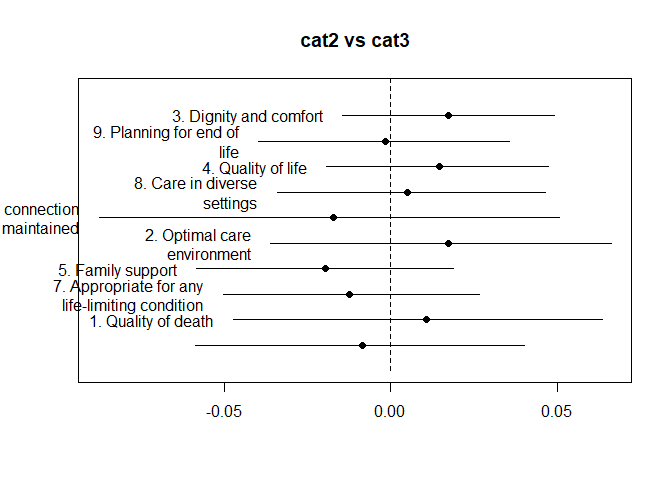 cat2 vs cat3
3. Dignity and comfort
9. Planning for end of
life
4. Quality of life
8. Care in diverse
settings
connection
maintained
2. Optimal care
environment
5. Family support
7. Appropriate for any
life-limiting condition
1. Quality of death
-0.05
0.00
0.05